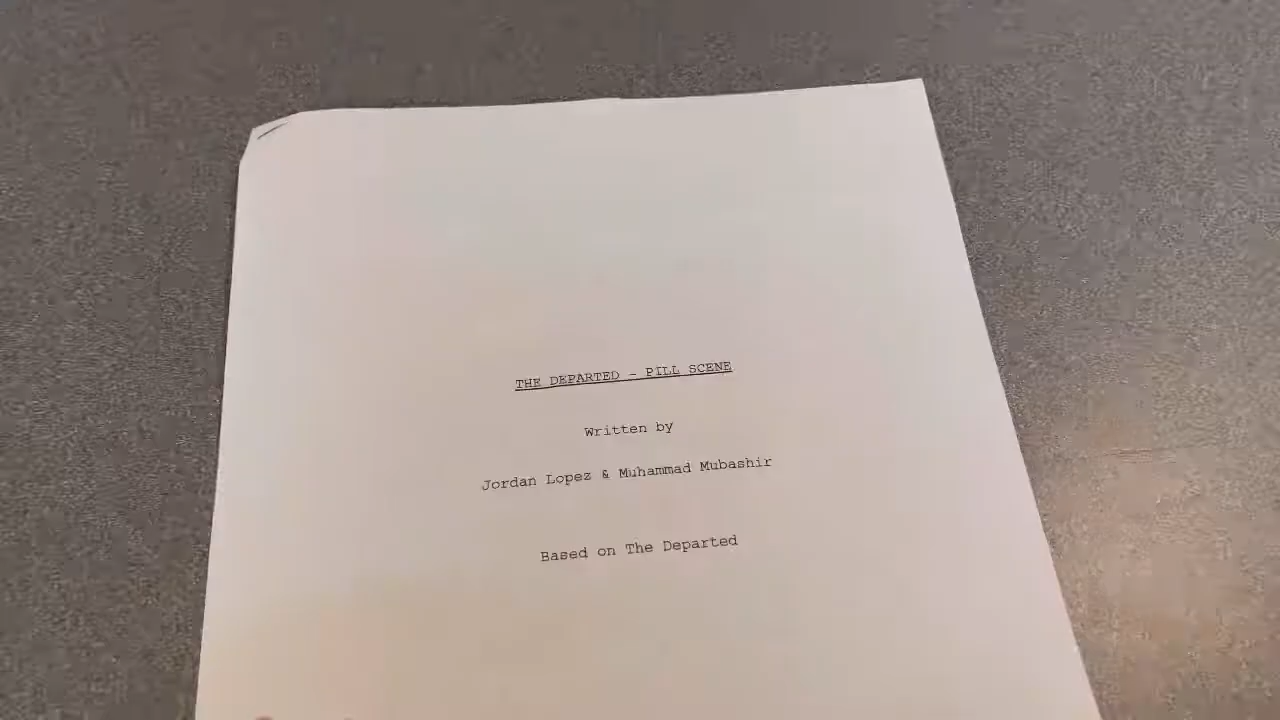 THE DEPARTED - PILL SCENE
Written by
Jordan Lopez & Muhammad Mubashir
Based on The Departed